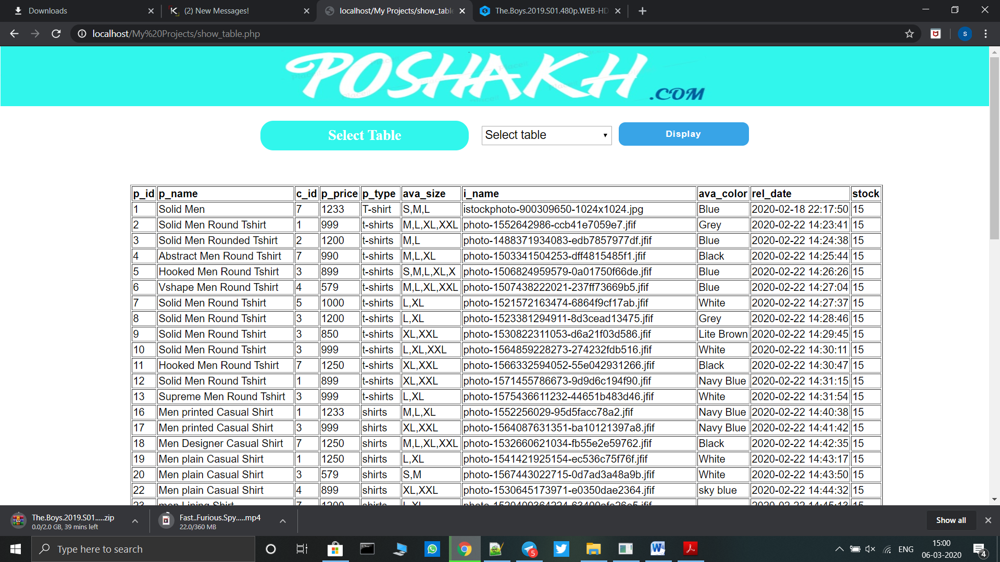 Downloads
(2) New Messages!
localhost/My Projects/show_table
The.Boys.2019.S01.480p.WEB-HD
localhost/My%20Projects/show_table.php
POSHAKH .COM
Select Table
Select table
Display
p_id p_name c_id p_price p_type ava_size i_name ava_color rel_date stock
1 Solid Men 7 1233 T-shirt S,M,L istockphoto-900309650-1024x1024.jpg Blue 2020-02-18 22:17:50 15
2 Solid Men Round Tshirt 1 999 t-shirts M,L,XL,XXL photo-1552642986-ccb41e7059e7.jfif Grey 2020-02-22 14:23:41 15
3 Solid Men Rounded Tshirt 2 1200 t-shirts M,L photo-1488371934083-edb7857977df.jfif Blue 2020-02-22 14:24:38 15
4 Abstract Men Round Tshirt 7 990 t-shirts M,L,XL photo-1503341504253-dff4815485f1.jfif Black 2020-02-22 14:25:44 15
5 Hooked Men Round Tshirt 3 899 t-shirts S,M,L,XL,X photo-1506824959579-0a01750f66de.jfif Blue 2020-02-22 14:26:26 15
6 Vshape Men Round Tshirt 4 579 t-shirts M,L,XL,XXL photo-1507438222021-237ff73669b5.jfif Blue 2020-02-22 14:27:04 15
7 Solid Men Round Tshirt 5 1000 t-shirts L,XL photo-1521572163474-6864f9cf17ab.jfif White 2020-02-22 14:27:37 15
8 Solid Men Round Tshirt 3 1200 t-shirts L,XL photo-1523381294911-8d3cead13475.jfif Grey 2020-02-22 14:28:46 15
9 Solid Men Round Tshirt 3 850 t-shirts XL,XXL photo-1530822311053-d6a21f03d586.jfif Lite Brown 2020-02-22 14:29:45 15
10 Solid Men Round Tshirt 3 999 t-shirts L,XL,XXL photo-1564859228273-274232fdb516.jfif White 2020-02-22 14:30:11 15
11 Hooked Men Round Tshirt 7 1250 t-shirts XL,XXL photo-1566332594052-55e042931266.jfif Black 2020-02-22 14:30:47 15
12 Solid Men Round Tshirt 1 899 t-shirts XL,XXL photo-1571455786673-9d9d6c194f90.jfif Navy Blue 2020-02-22 14:31:15 15
13 Supreme Men Round Tshirt 3 999 t-shirts L,XL photo-1575436611232-44651b483d46.jfif White 2020-02-22 14:31:54 15
16 Men printed Casual Shirt 1 1233 shirts M,L,XL photo-1552256029-95d5facc78a2.jfif Navy Blue 2020-02-22 14:40:38 15
17 Men printed Casual Shirt 3 999 shirts XL,XXL photo-1564087631351-ba10121397a8.jfif Navy Blue 2020-02-22 14:41:42 15
18 Men Designer Casual Shirt 7 1250 shirts M,L,XL,XXL photo-1532660621034-fb55e2e59762.jfif Black 2020-02-22 14:42:35 15
19 Men plain Casual Shirt 1 1250 shirts L,XL photo-1541421925154-ec536c75f76f.jfif White 2020-02-22 14:43:17 15
20 Men plain Casual Shirt 3 579 shirts S,M photo-1567443022715-0d7ad3a48a9b.jfif White 2020-02-22 14:43:50 15
22 Men plain Casual Shirt 4 899 shirts XL,XXL photo-1530645173971-e0350dae2364.jfif sky blue 2020-02-22 14:44:32 15
The.Boys.2019.S01.....zip
0.0/2.0 GB, 39 mins left
Fast..Furious.Spy.....mp4
22.0/360 MB
Show all
Type here to search
5
ENG
15:00
06-03-2020
4